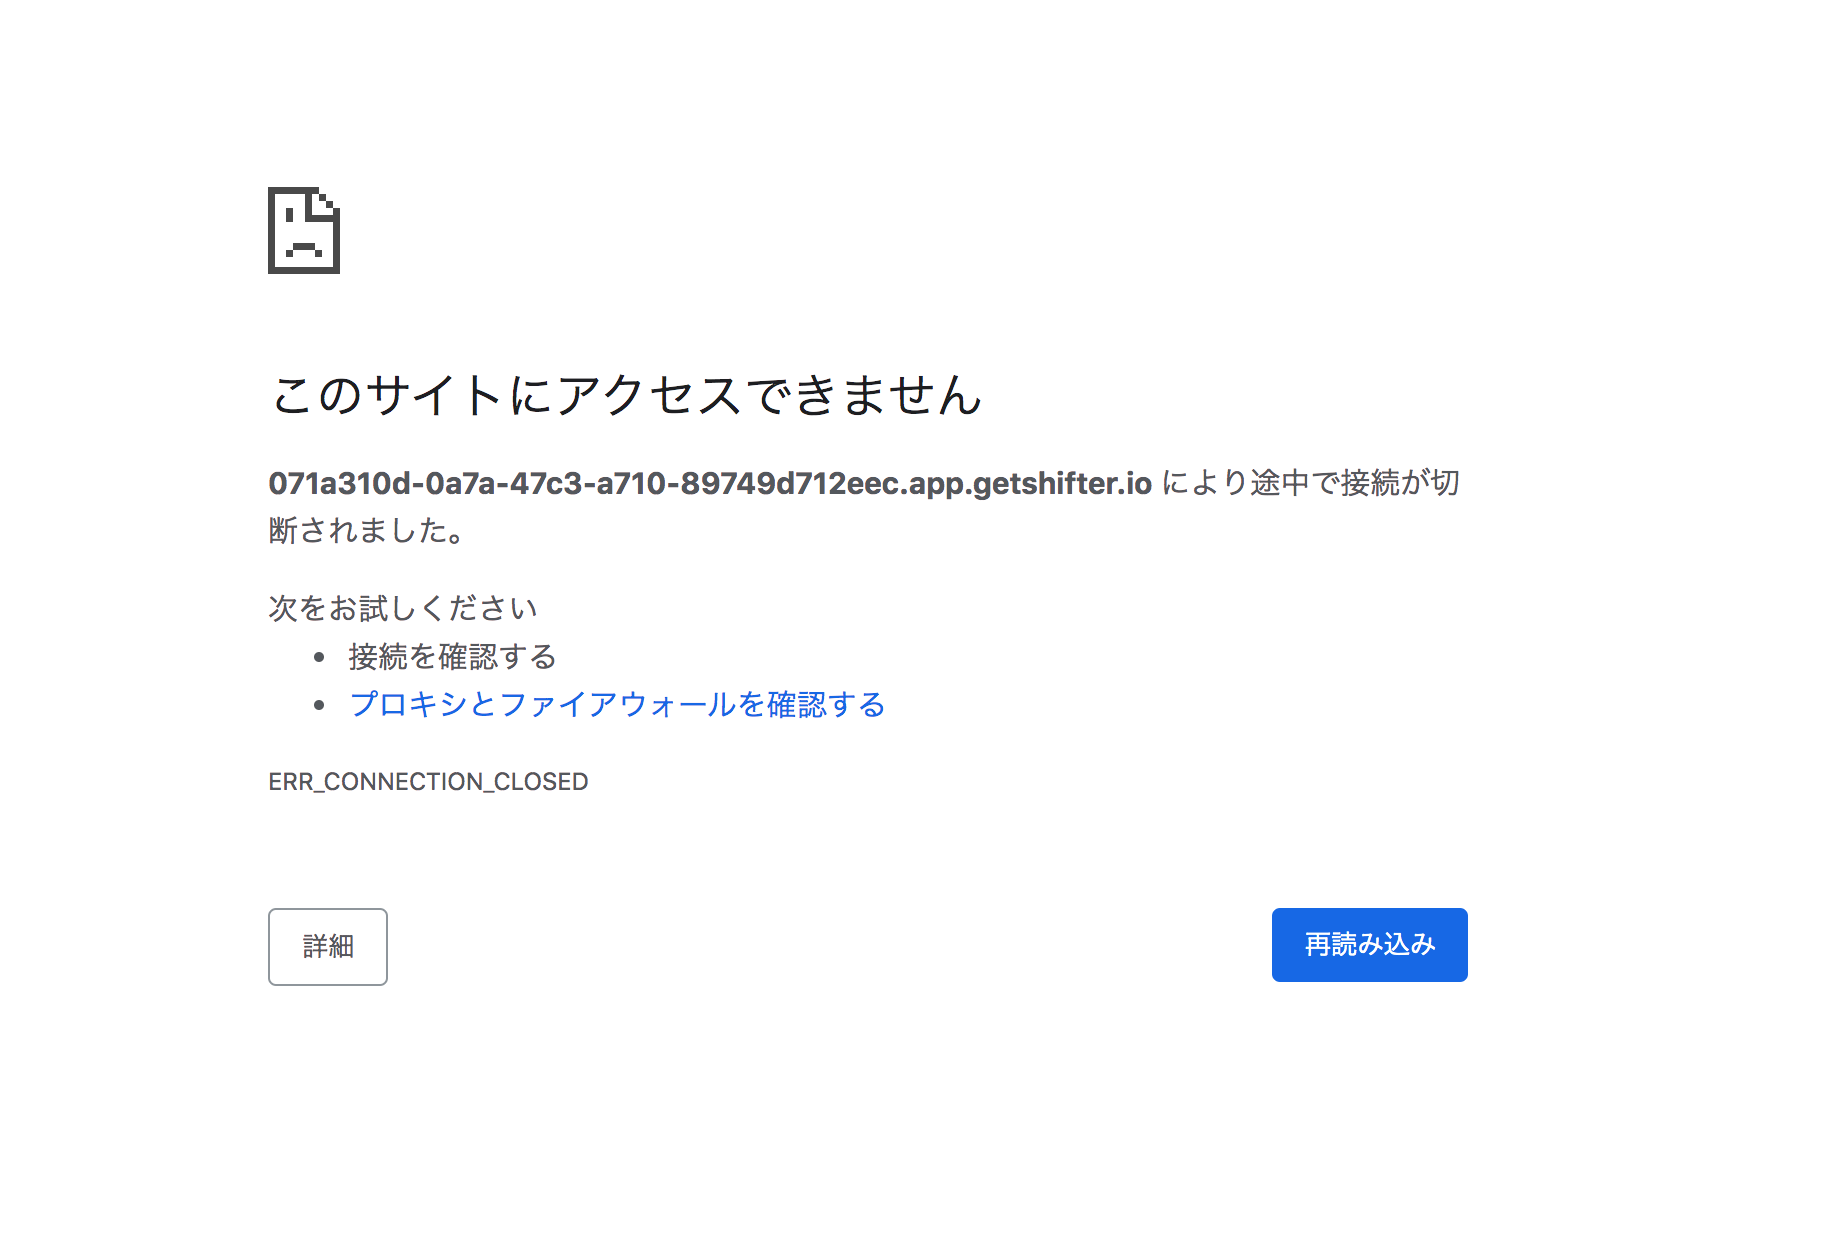 このサイトにアクセスできません
071a310d-0a7a-47c3-a710-89749d712eec.app.getshifter.io により途中で接続が切
断されました。
次をお試しください
• 接続を確認する
• プロキシとファイアウォールを確認する
ERR_CONNECTION_CLOSED
詳細
再読み込み